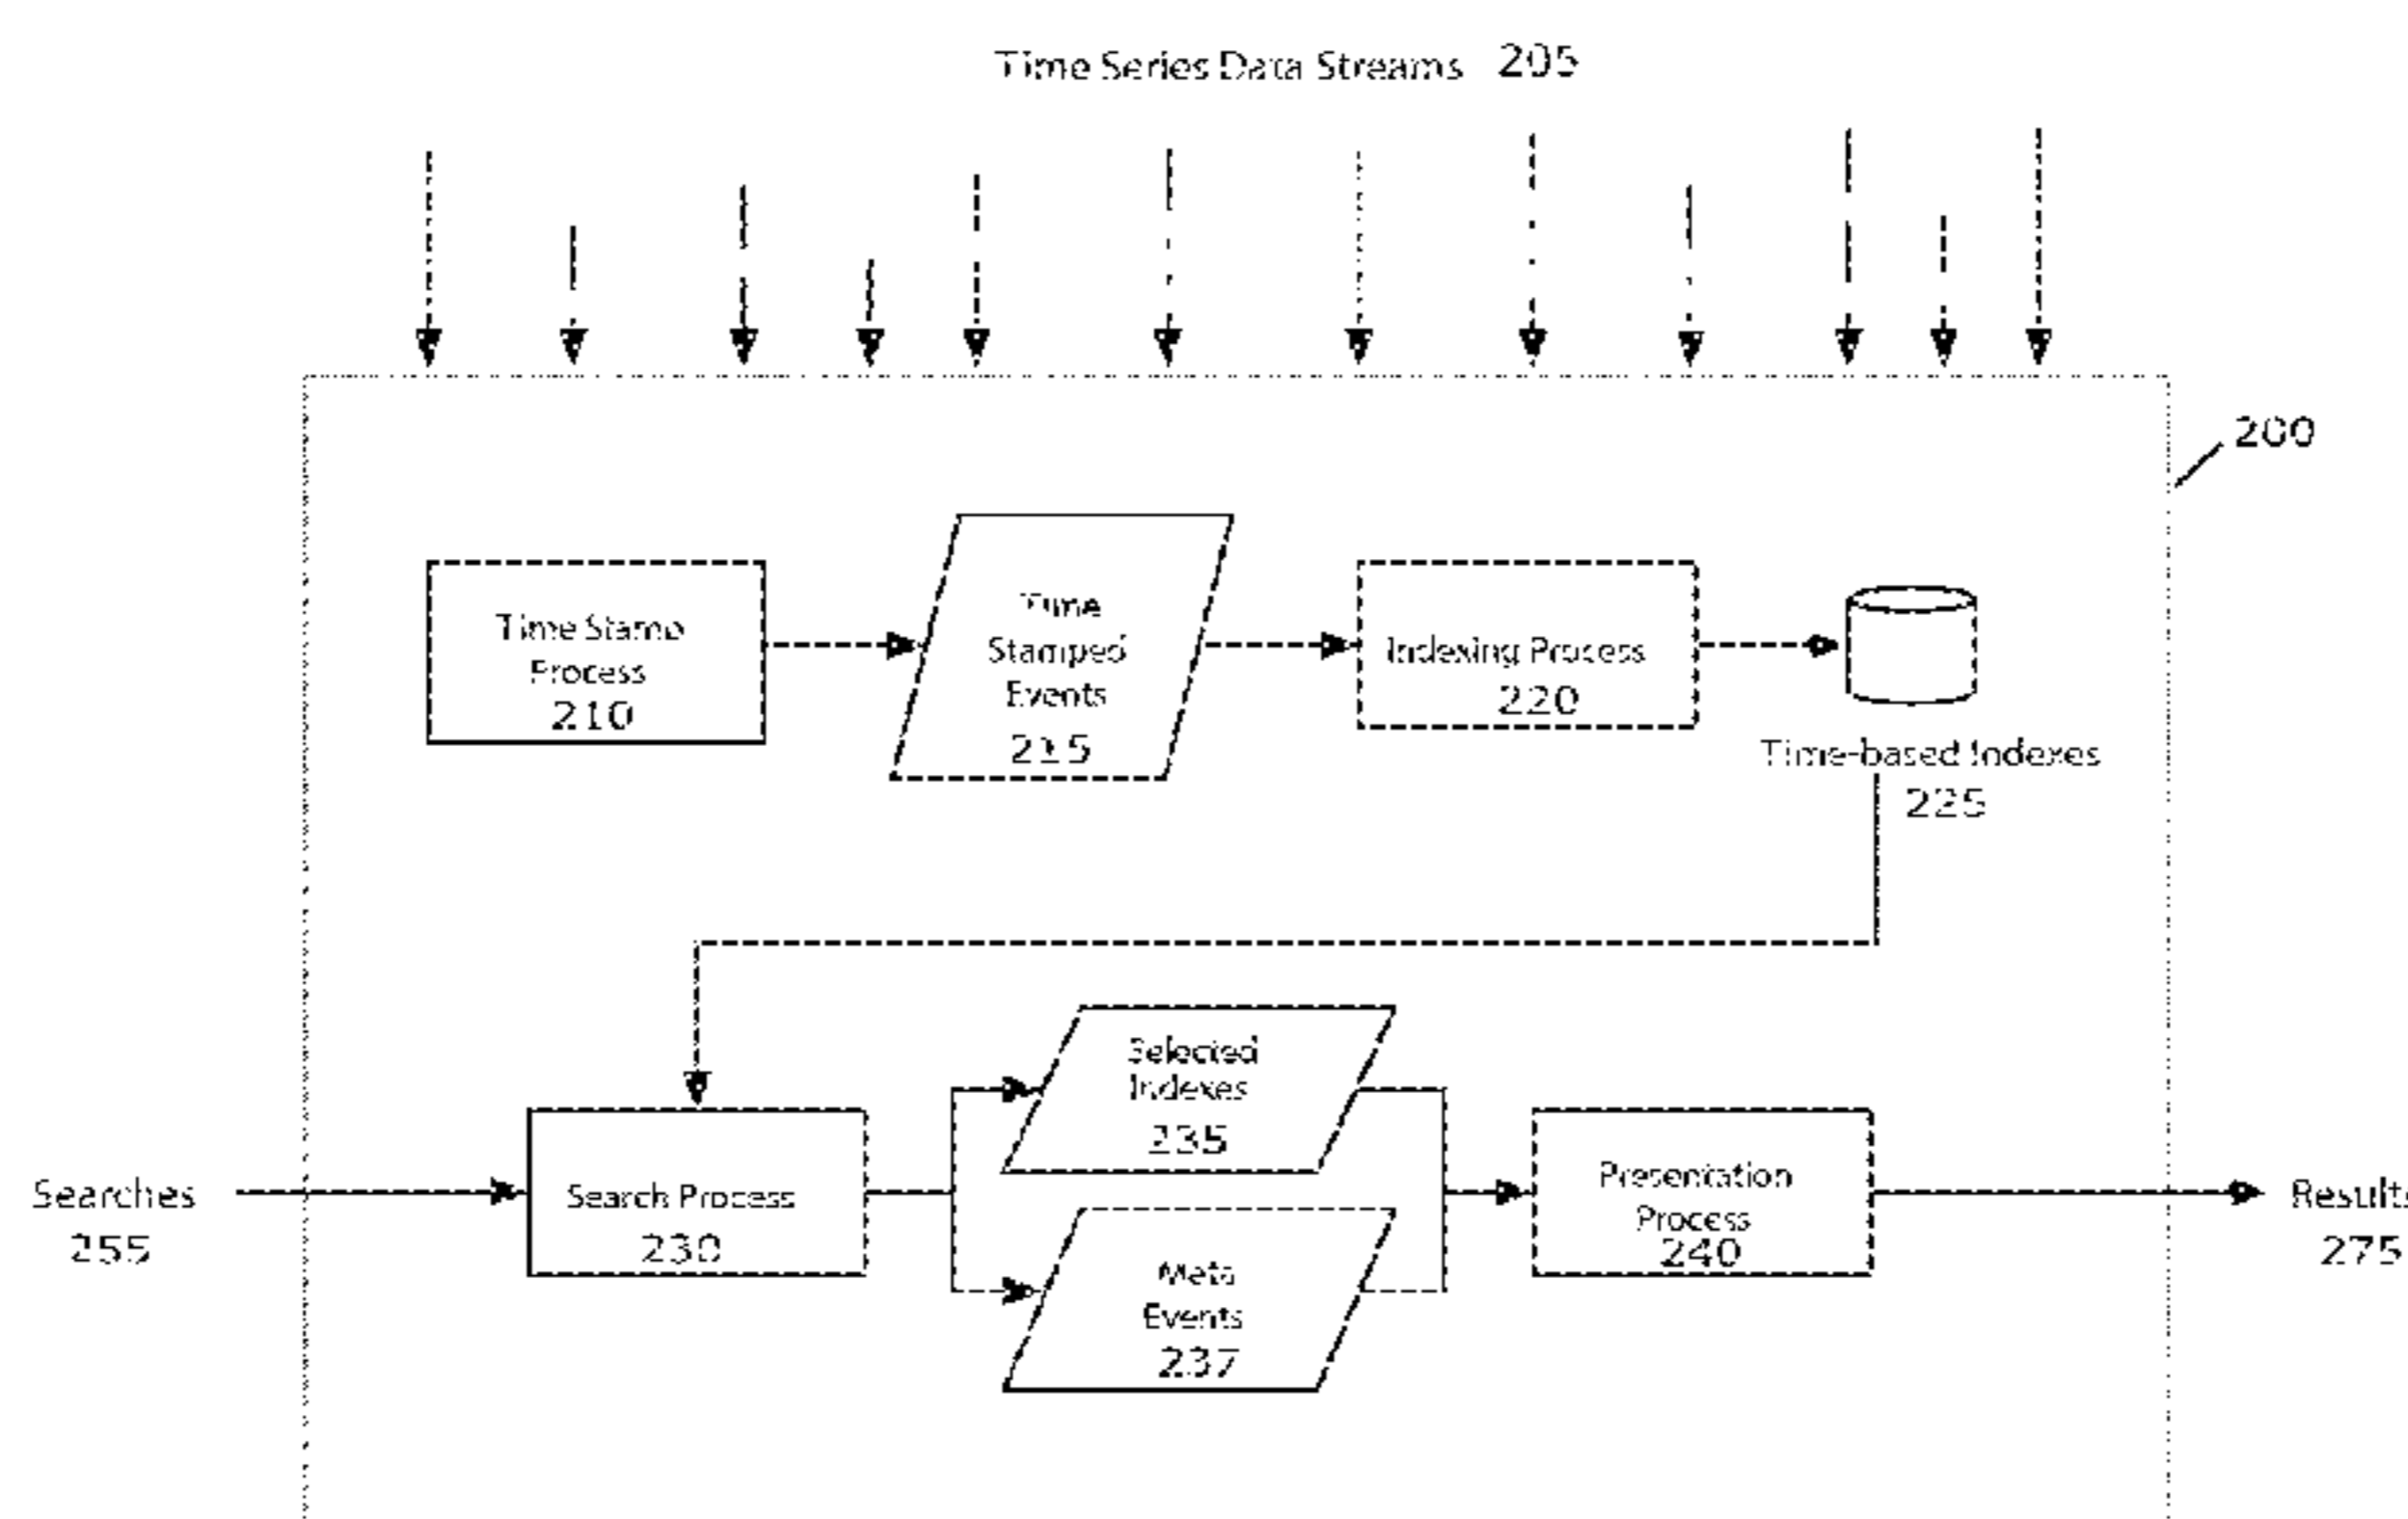 Time Series Data Streams 205
200
Time Stamp
Process
210
Time
Stamped
Events
215
Indexing Process
220
Time-based Indexes
225
Selected
Indexes
235
Searches
255
Search Process
230
Presentation
Process
240
Results
275
Meta
Events
237